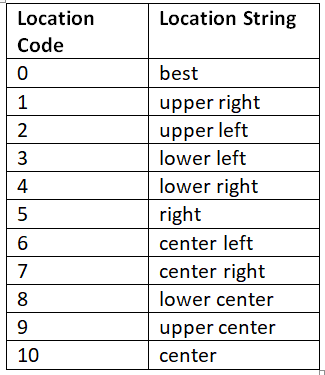 Location Code Location String
0 best
1 upper right
2 upper left
3 lower left
4 lower right
5 right
6 center left
7 center right
8 lower center
9 upper center
10 center